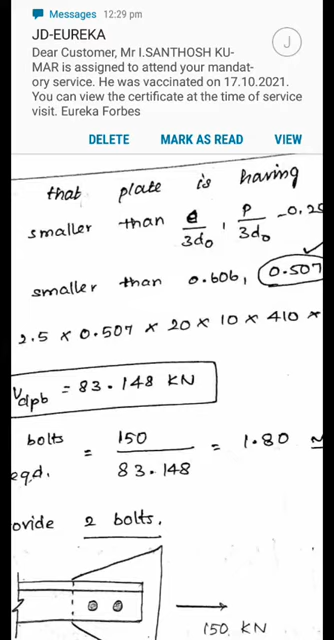 Messages 12:29 pm
JD-EUREKA
J
Dear Customer, Mr I.SANTHOSH KU-
MAR is assigned to attend your mandat-
ory service. He was vaccinated on 17.10.2021.
You can view the certificate at the time of service
visit. Eureka Forbes
DELETE MARK AS READ VIEW
that plate is having
smaller than e/3d₀, p/3d₀ -0.25
smaller than 0.606, 0.507
2.5 x 0.507 x 20 x 10 x 410 x
Vdpb = 83.148 KN
bolts
eqd. = 150/83.148 = 1.80
ovide 2 bolts.
150 KN